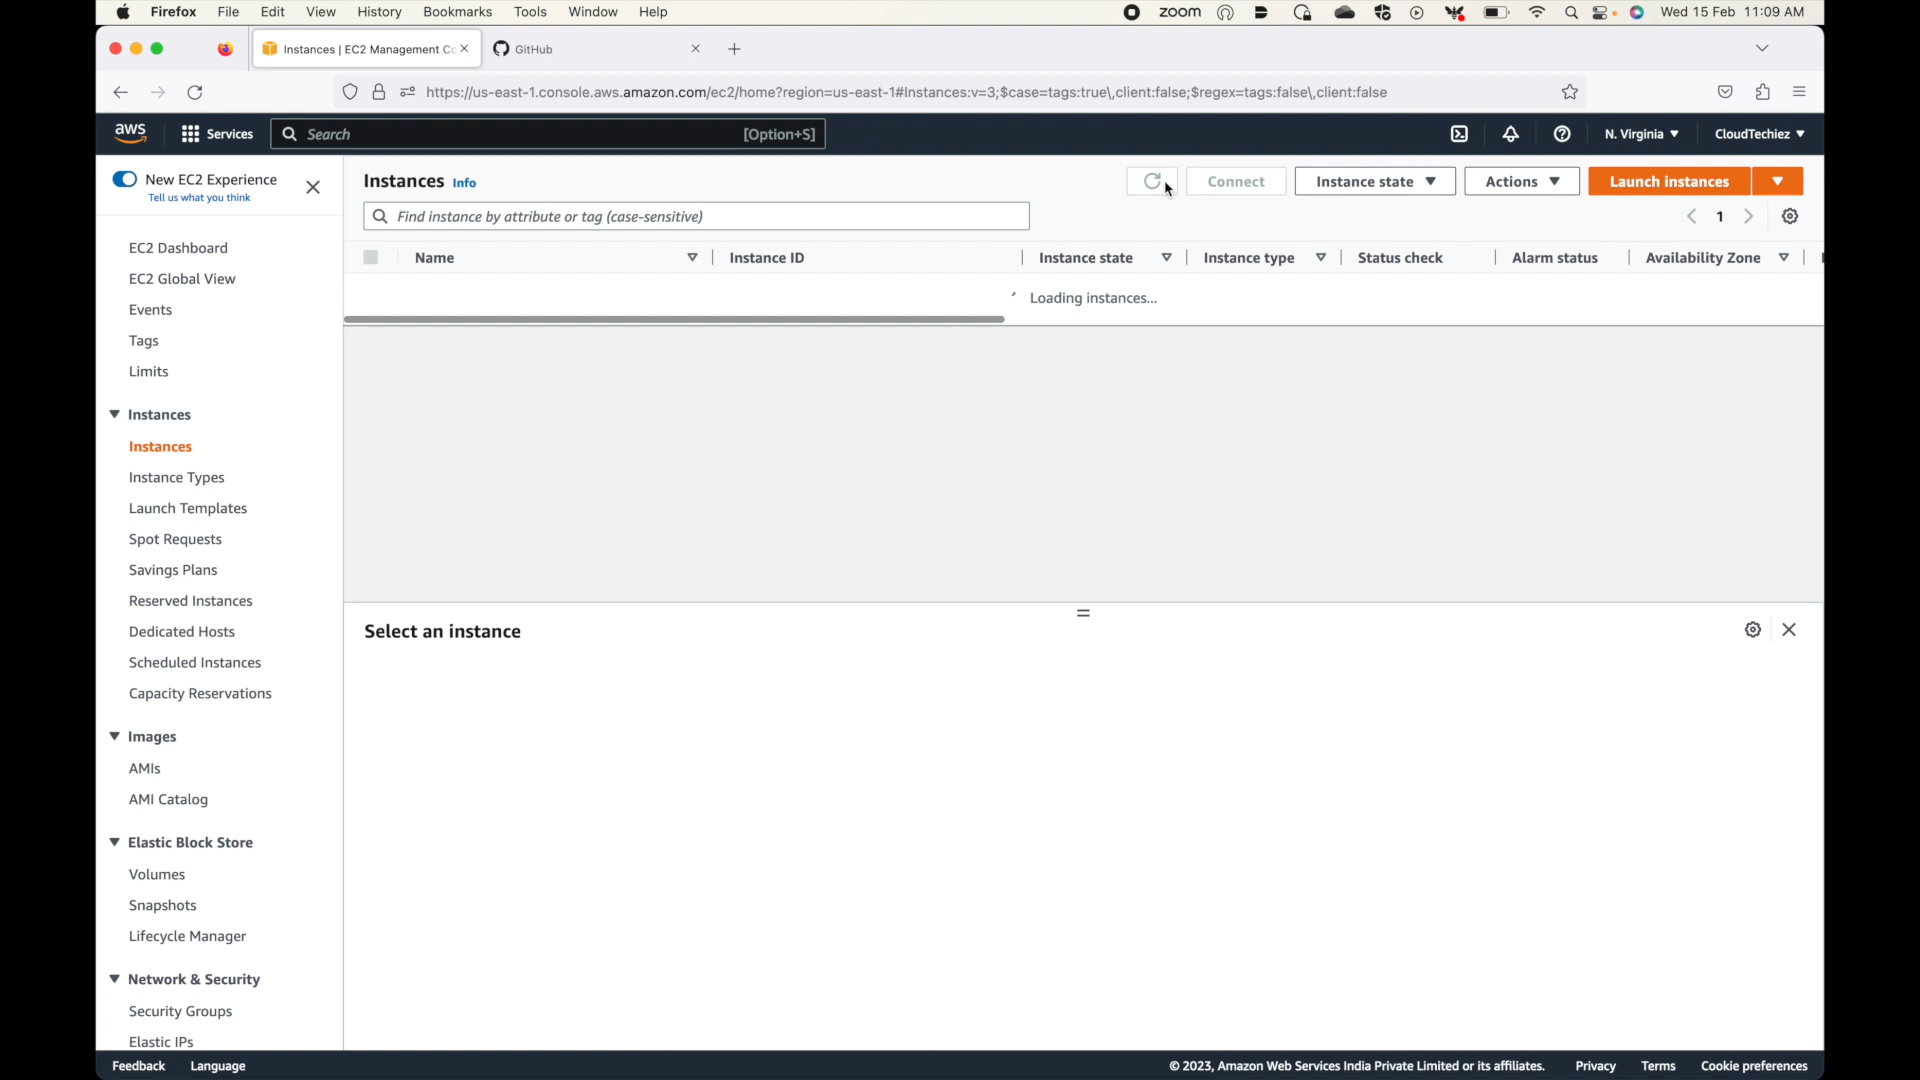 Firefox File Edit View History Bookmarks Tools Window Help zoom Wed 15 Feb 11:09 AM
Instances | EC2 Management Co GitHub
https://us-east-1.console.aws.amazon.com/ec2/home?region=us-east-1#Instances:v=3;$case=tags:true\,client:false;$regex=tags:false\,client:false
aws Services Search [Option+S] N. Virginia CloudTechiez
New EC2 Experience
Tell us what you think
Instances Info Connect Instance state Actions Launch instances
Find instance by attribute or tag (case-sensitive) 1
Name Instance ID Instance state Instance type Status check Alarm status Availability Zone
Loading instances...
EC2 Dashboard
EC2 Global View
Events
Tags
Limits
Instances
Instances
Instance Types
Launch Templates
Spot Requests
Savings Plans
Reserved Instances
Dedicated Hosts
Scheduled Instances
Capacity Reservations
Images
AMIs
AMI Catalog
Elastic Block Store
Volumes
Snapshots
Lifecycle Manager
Network & Security
Security Groups
Elastic IPs
Select an instance
Feedback Language © 2023, Amazon Web Services India Private Limited or its affiliates. Privacy Terms Cookie preferences